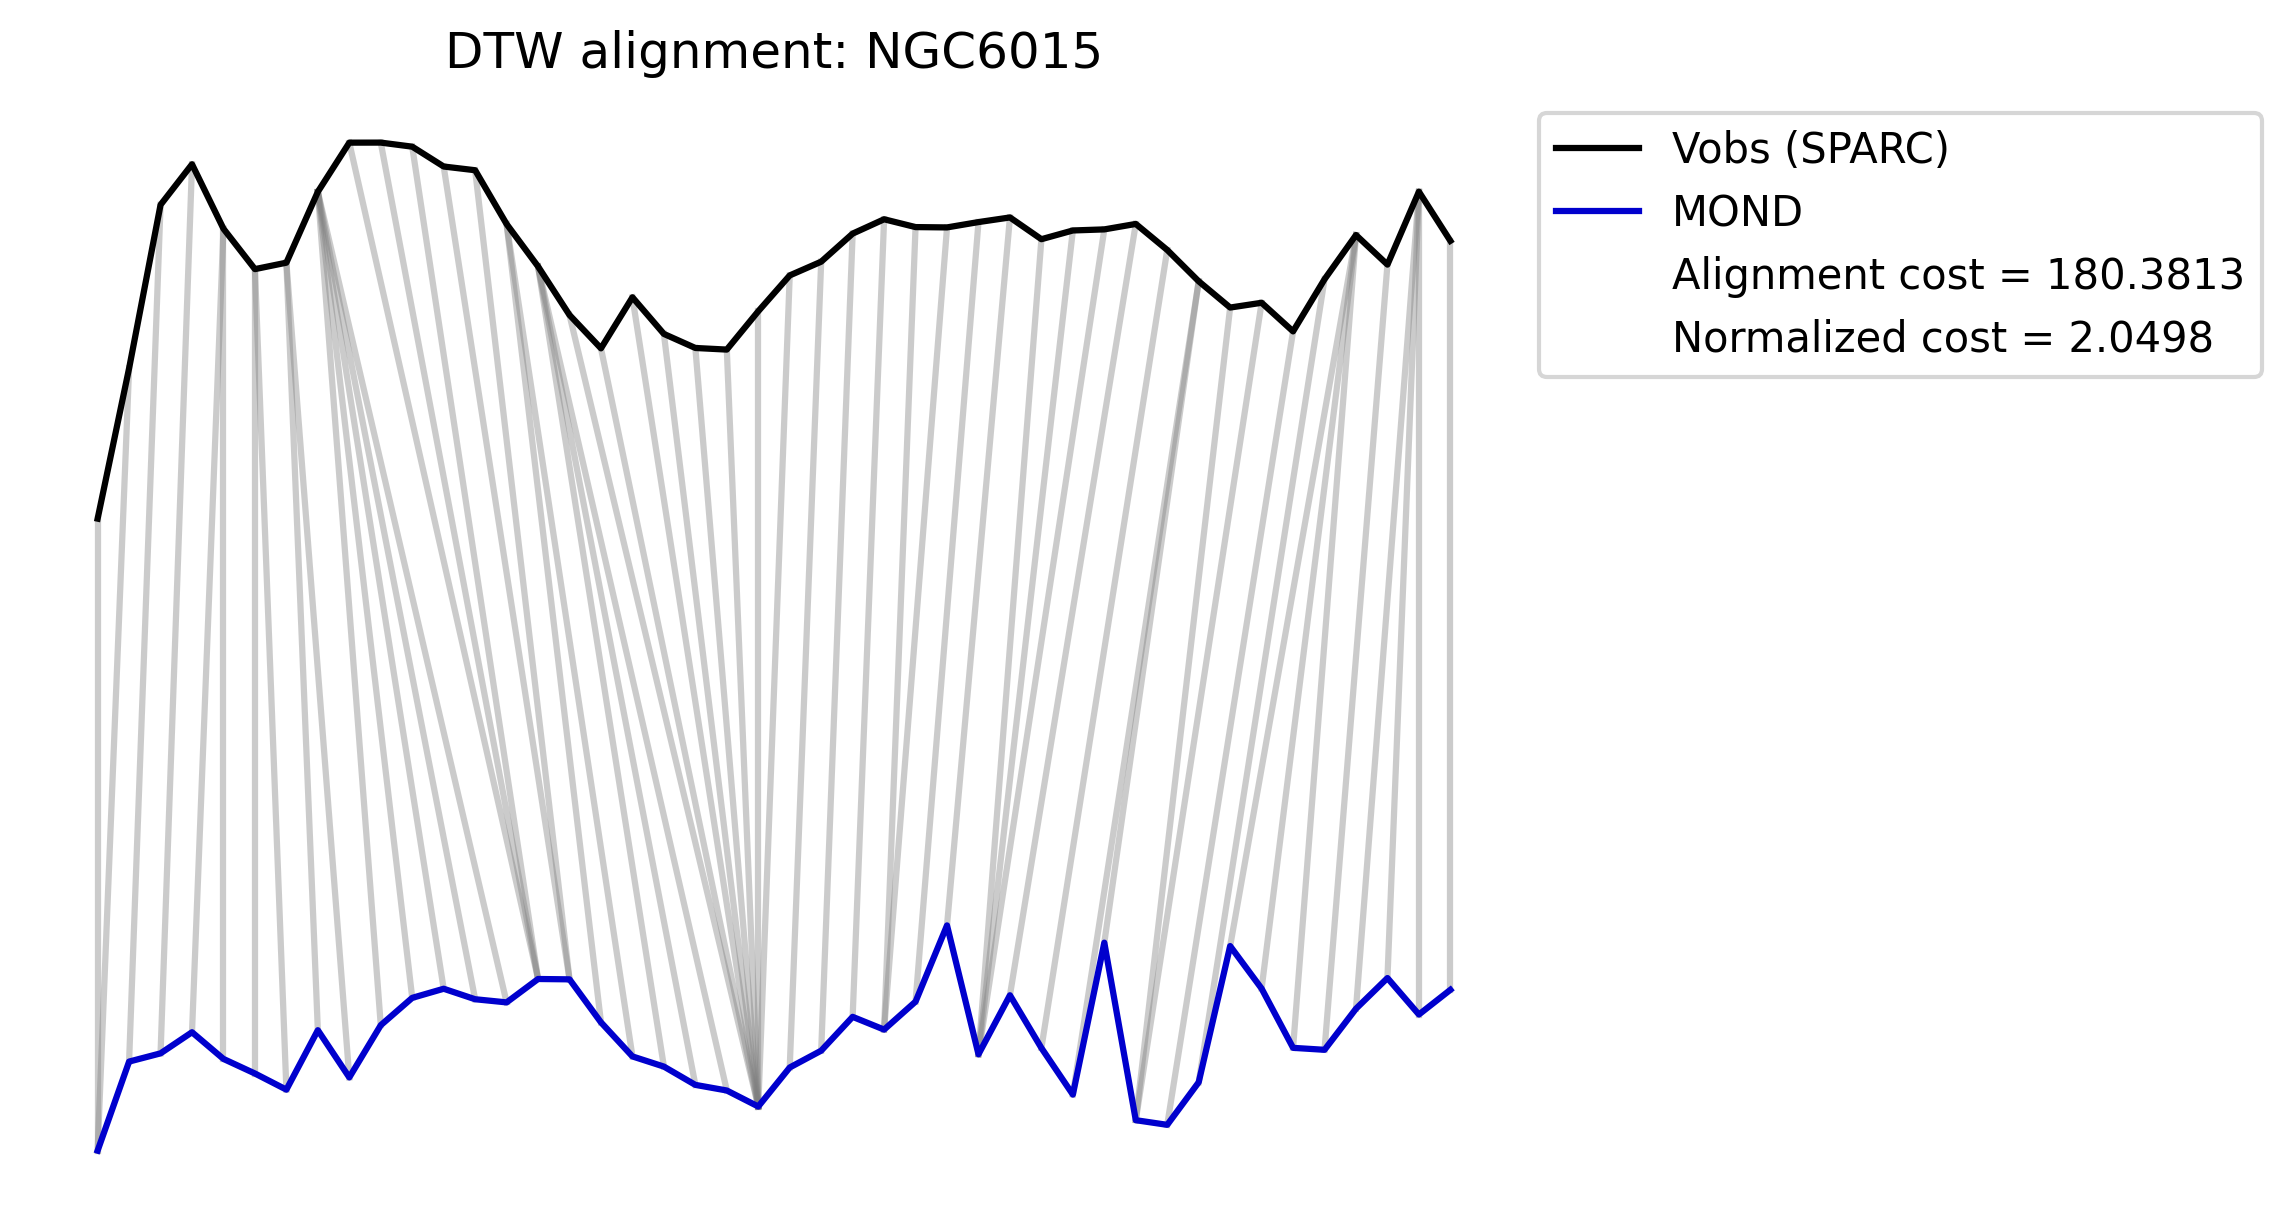 DTW alignment: NGC6015
Vobs (SPARC)
MOND
Alignment cost = 180.3813
Normalized cost = 2.0498